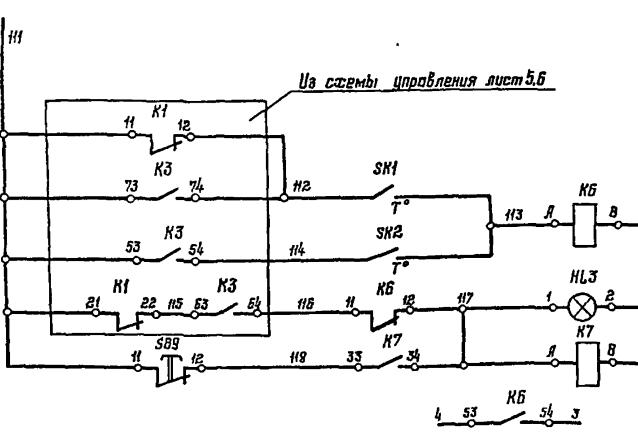 111
Из схемы управления лист 5,6
К1
11 12
К3 SK1 К6
73 74 112 T° 113 А В
К3 SK2
53 54 114 T°
К1 К3 К6 HL3
21 22 115 63 64 116 11 12 117 1 2
SB9 К7 К7
11 12 118 33 34 А В
К6
4 53 54 3